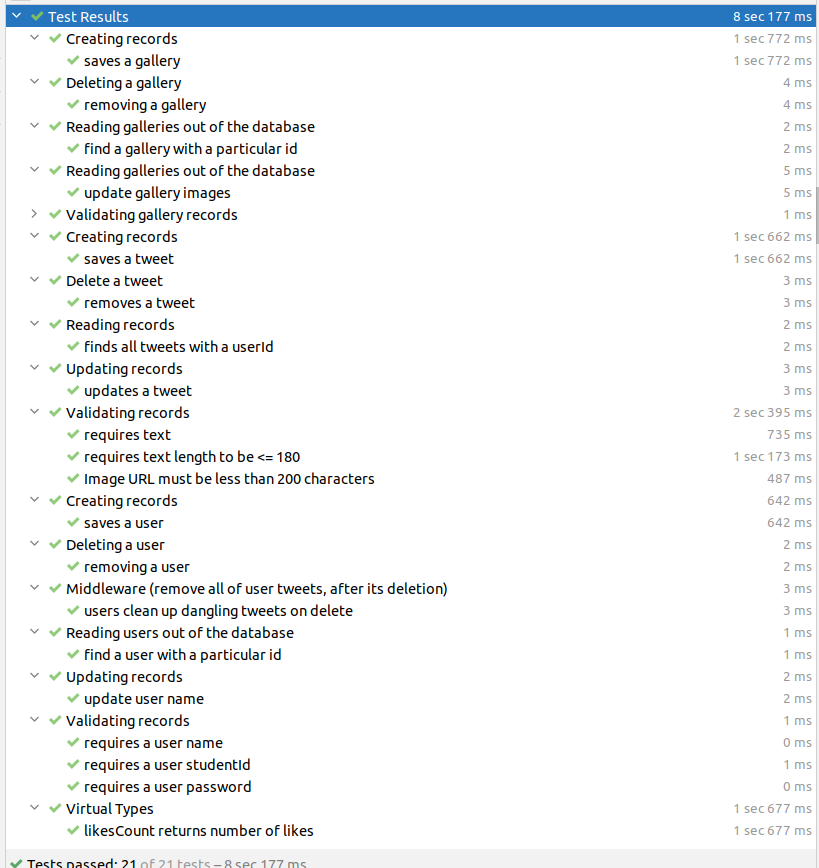 Test Results 8 sec 177 ms
Creating records 1 sec 772 ms
saves a gallery 1 sec 772 ms
Deleting a gallery 4 ms
removing a gallery 4 ms
Reading galleries out of the database 2 ms
find a gallery with a particular id 2 ms
Reading galleries out of the database 5 ms
update gallery images 5 ms
Validating gallery records 1 ms
Creating records 1 sec 662 ms
saves a tweet 1 sec 662 ms
Delete a tweet 3 ms
removes a tweet 3 ms
Reading records 2 ms
finds all tweets with a userId 2 ms
Updating records 3 ms
updates a tweet 3 ms
Validating records 2 sec 395 ms
requires text 735 ms
requires text length to be <= 180 1 sec 173 ms
Image URL must be less than 200 characters 487 ms
Creating records 642 ms
saves a user 642 ms
Deleting a user 2 ms
removing a user 2 ms
Middleware (remove all of user tweets, after its deletion) 3 ms
users clean up dangling tweets on delete 3 ms
Reading users out of the database 1 ms
find a user with a particular id 1 ms
Updating records 2 ms
update user name 2 ms
Validating records 1 ms
requires a user name 0 ms
requires a user studentId 1 ms
requires a user password 0 ms
Virtual Types 1 sec 677 ms
likesCount returns number of likes 1 sec 677 ms
Tests passed: 21 of 21 tests – 8 sec 177 ms